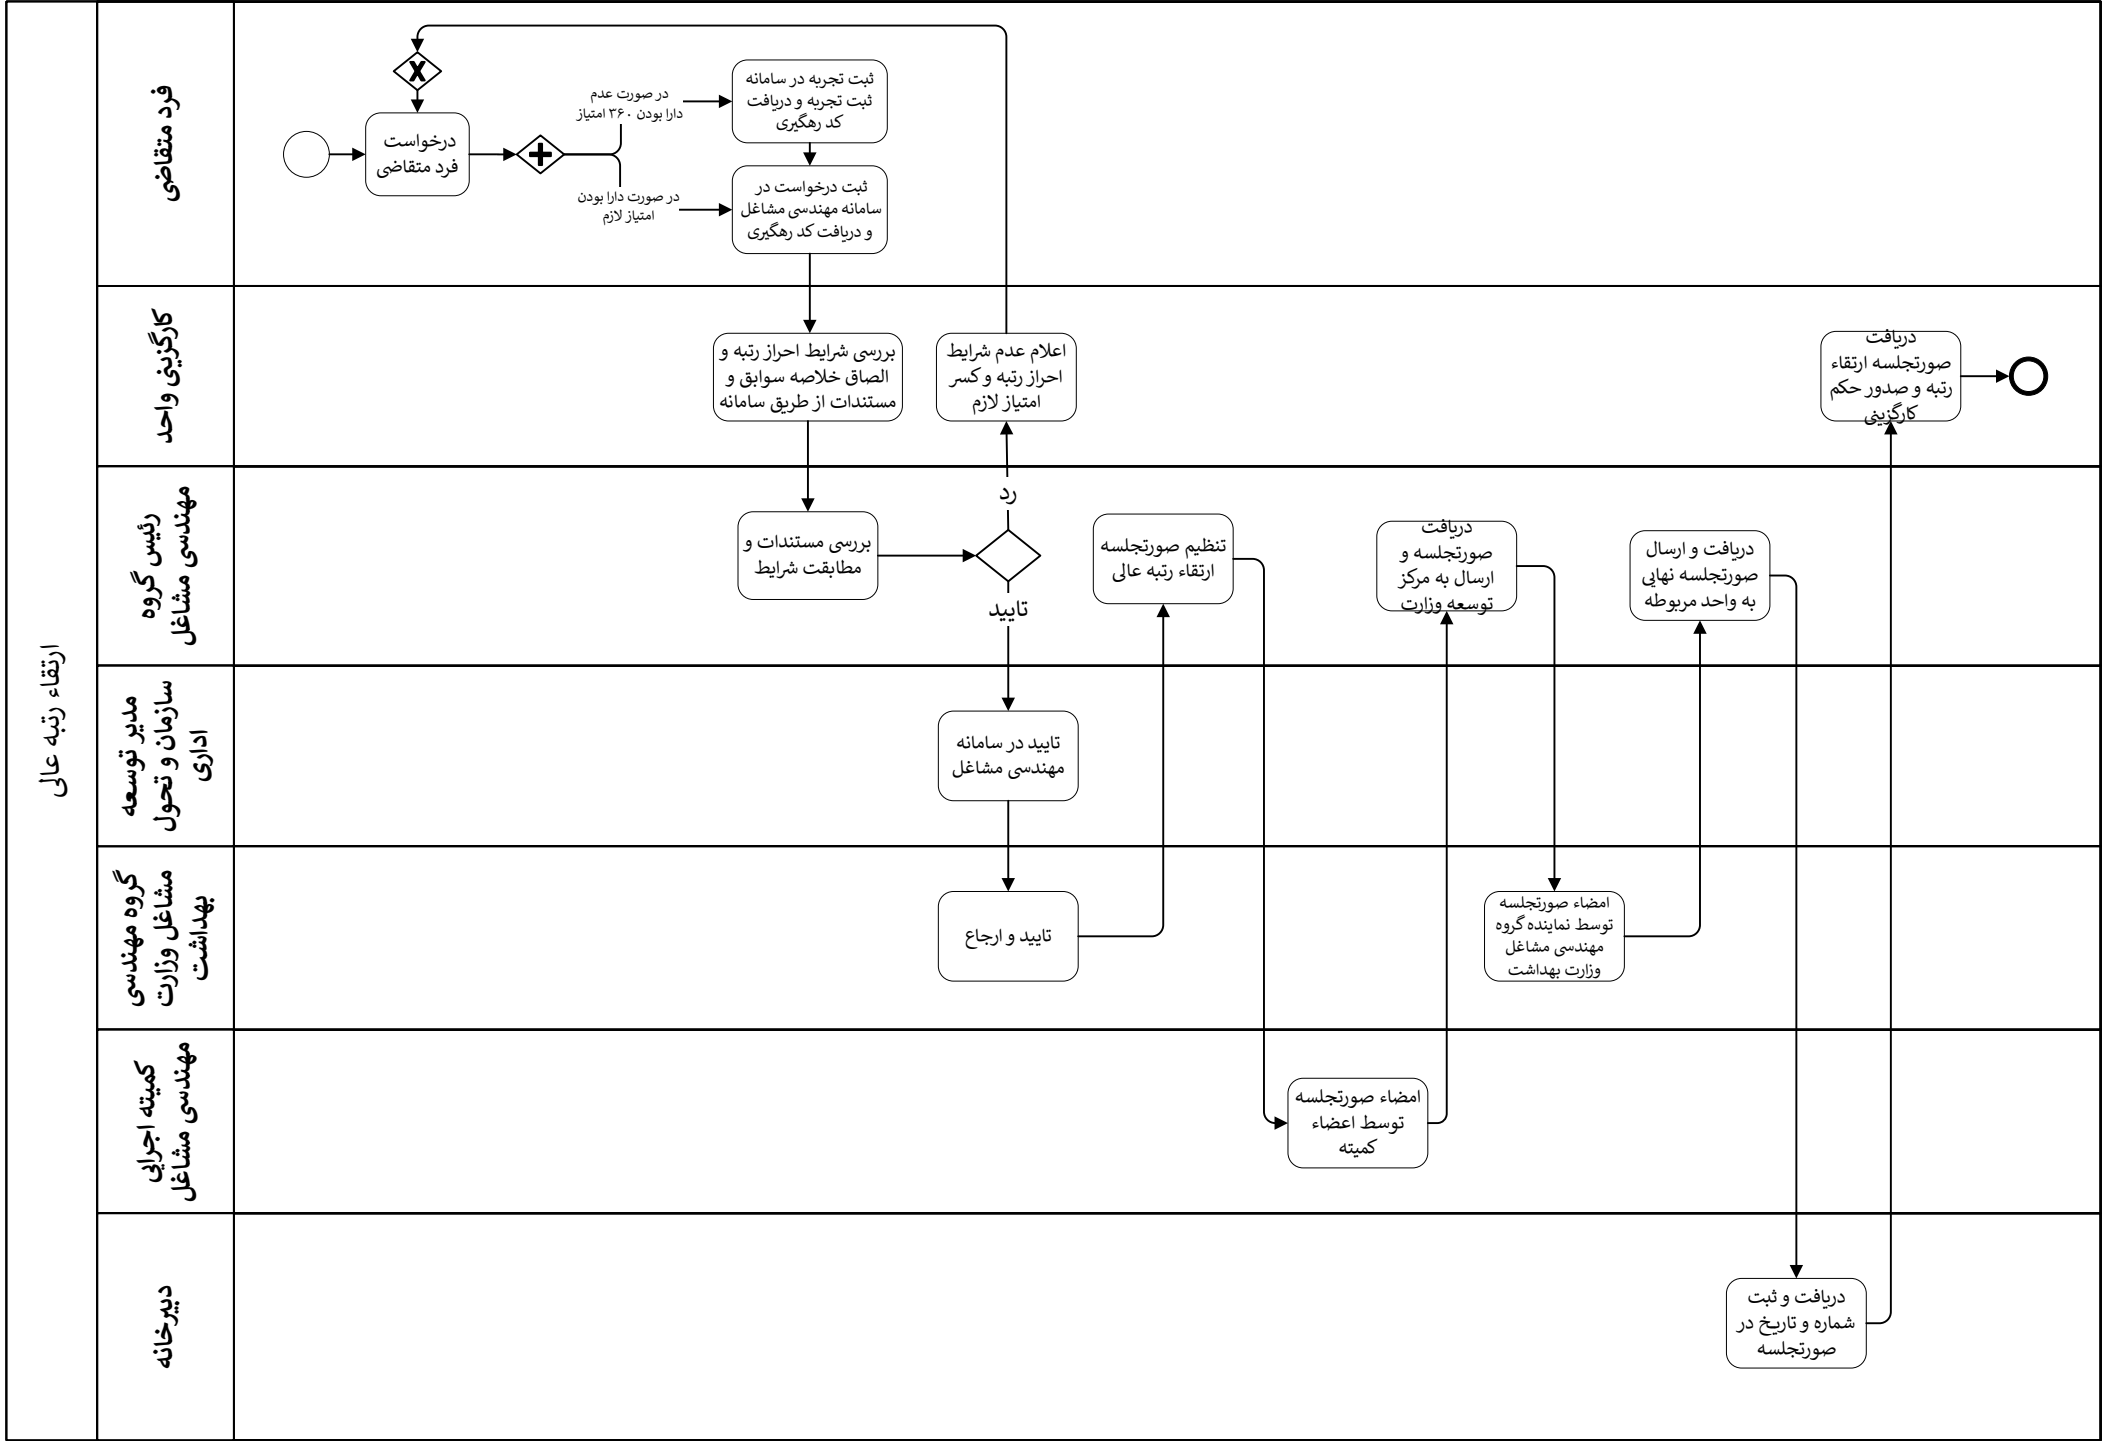 ارتقاء رتبه عالی
فرد متقاضی
درخواست
فرد متقاضی
در صورت عدم
دارا بودن ۳۶۰ امتیاز
در صورت دارا بودن
امتیاز لازم
ثبت تجربه در سامانه
ثبت تجربه و دریافت
کد رهگیری
ثبت درخواست در
سامانه مهندسی مشاغل
و دریافت کد رهگیری
کارگزینی واحد
بررسی شرایط احراز رتبه و
الصاق خلاصه سوابق و
مستندات از طریق سامانه
اعلام عدم شرایط
احراز رتبه و کسر
امتیاز لازم
دریافت
صورتجلسه ارتقاء
رتبه و صدور حکم
کارگزینی
رئیس گروه
مهندسی مشاغل
بررسی مستندات و
مطابقت شرایط
رد
تایید
تنظیم صورتجلسه
ارتقاء رتبه عالی
دریافت
صورتجلسه و
ارسال به مرکز
توسعه وزارت
دریافت و ارسال
صورتجلسه نهایی
به واحد مربوطه
مدیر توسعه
سازمان و تحول
اداری
تایید در سامانه
مهندسی مشاغل
گروه مهندسی
مشاغل وزارت
بهداشت
تایید و ارجاع
امضاء صورتجلسه
توسط نماینده گروه
مهندسی مشاغل
وزارت بهداشت
کمیته اجرایی
مهندسی مشاغل
امضاء صورتجلسه
توسط اعضاء
کمیته
دبیرخانه
دریافت و ثبت
شماره و تاریخ در
صورتجلسه